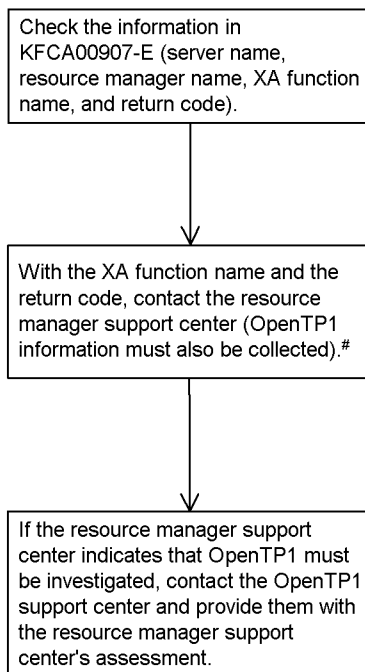 Check the information in
KFCA00907-E (server name,
resource manager name, XA function
name, and return code).
With the XA function name and the
return code, contact the resource
manager support center (OpenTP1
information must also be collected).#
If the resource manager support
center indicates that OpenTP1 must
be investigated, contact the OpenTP1
support center and provide them with
the resource manager support
center's assessment.